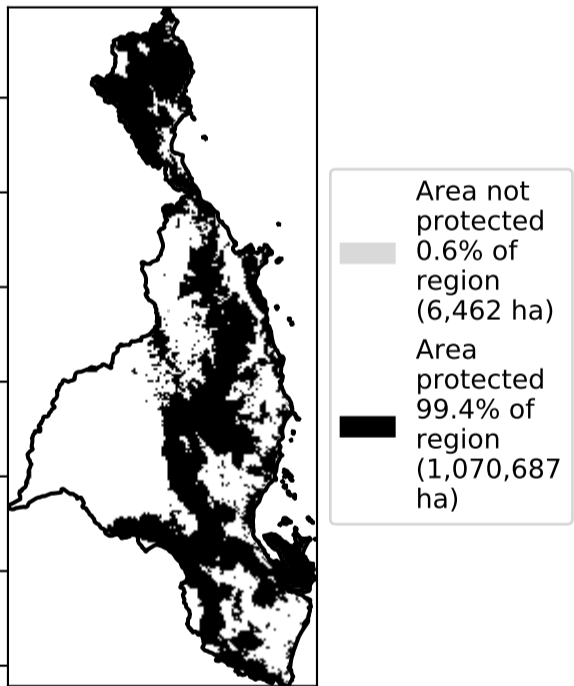 Area not
protected
0.6% of
region
(6,462 ha)
Area
protected
99.4% of
region
(1,070,687
ha)